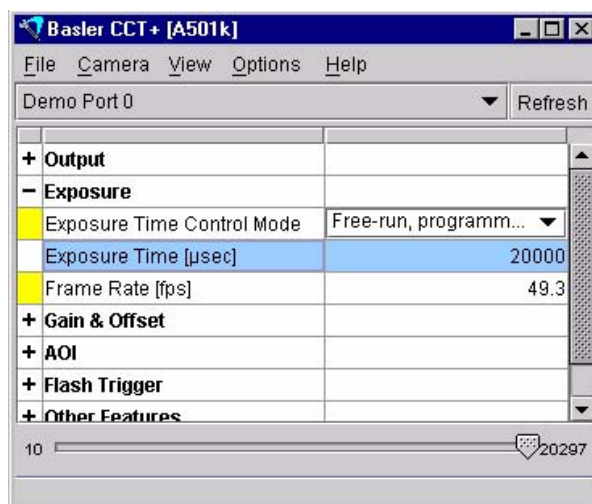 Basler CCT+ [A501k]
File Camera View Options Help
Demo Port 0 Refresh
+ Output
− Exposure
Exposure Time Control Mode Free-run, programm...
Exposure Time [µsec] 20000
Frame Rate [fps] 49.3
+ Gain & Offset
+ AOI
+ Flash Trigger
+ Other Features
10 20297